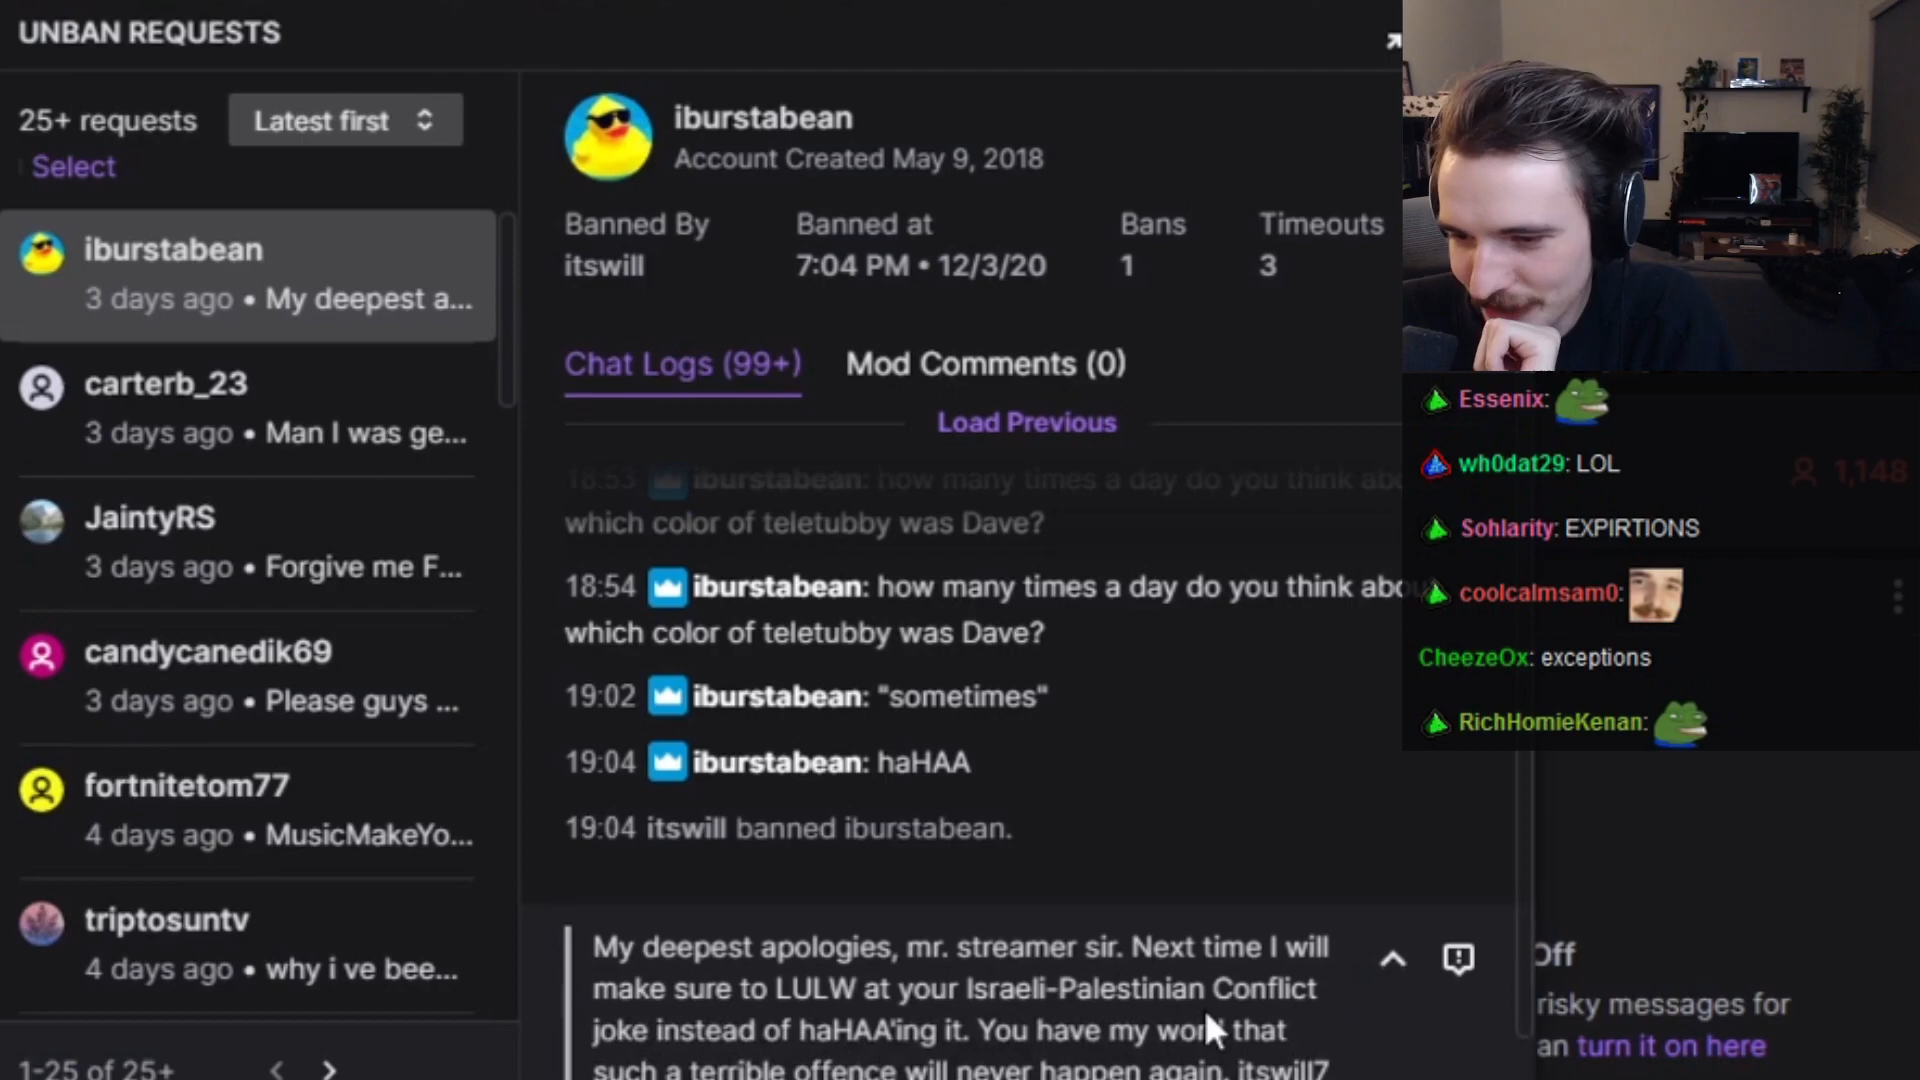 UNBAN REQUESTS
25+ requests
Latest first
Select
iburstabean
3 days ago • My deepest a...
carterb_23
3 days ago • Man I was ge...
JaintyRS
3 days ago • Forgive me F...
candycanedik69
3 days ago • Please guys ...
fortnitetom77
4 days ago • MusicMakeYo...
triptosuntv
4 days ago • why i ve bee...
1-25 of 25+
iburstabean
Account Created May 9, 2018
Banned By
itswill
Banned at
7:04 PM • 12/3/20
Bans
1
Timeouts
3
Chat Logs (99+)
Mod Comments (0)
Load Previous
18:53 iburstabean: how many times a day do you think abo
which color of teletubby was Dave?
18:54 iburstabean: how many times a day do you think abou
which color of teletubby was Dave?
19:02 iburstabean: "sometimes"
19:04 iburstabean: haHAA
19:04 itswill banned iburstabean.
My deepest apologies, mr. streamer sir. Next time I will
make sure to LULW at your Israeli-Palestinian Conflict
joke instead of haHAA'ing it. You have my word that
such a terrible offence will never happen again. itswill7
Essenix:
wh0dat29: LOL
1,148
Sohlarity: EXPIRTIONS
coolcalmsam0:
CheezeOx: exceptions
RichHomieKenan:
Off
risky messages for
an turn it on here